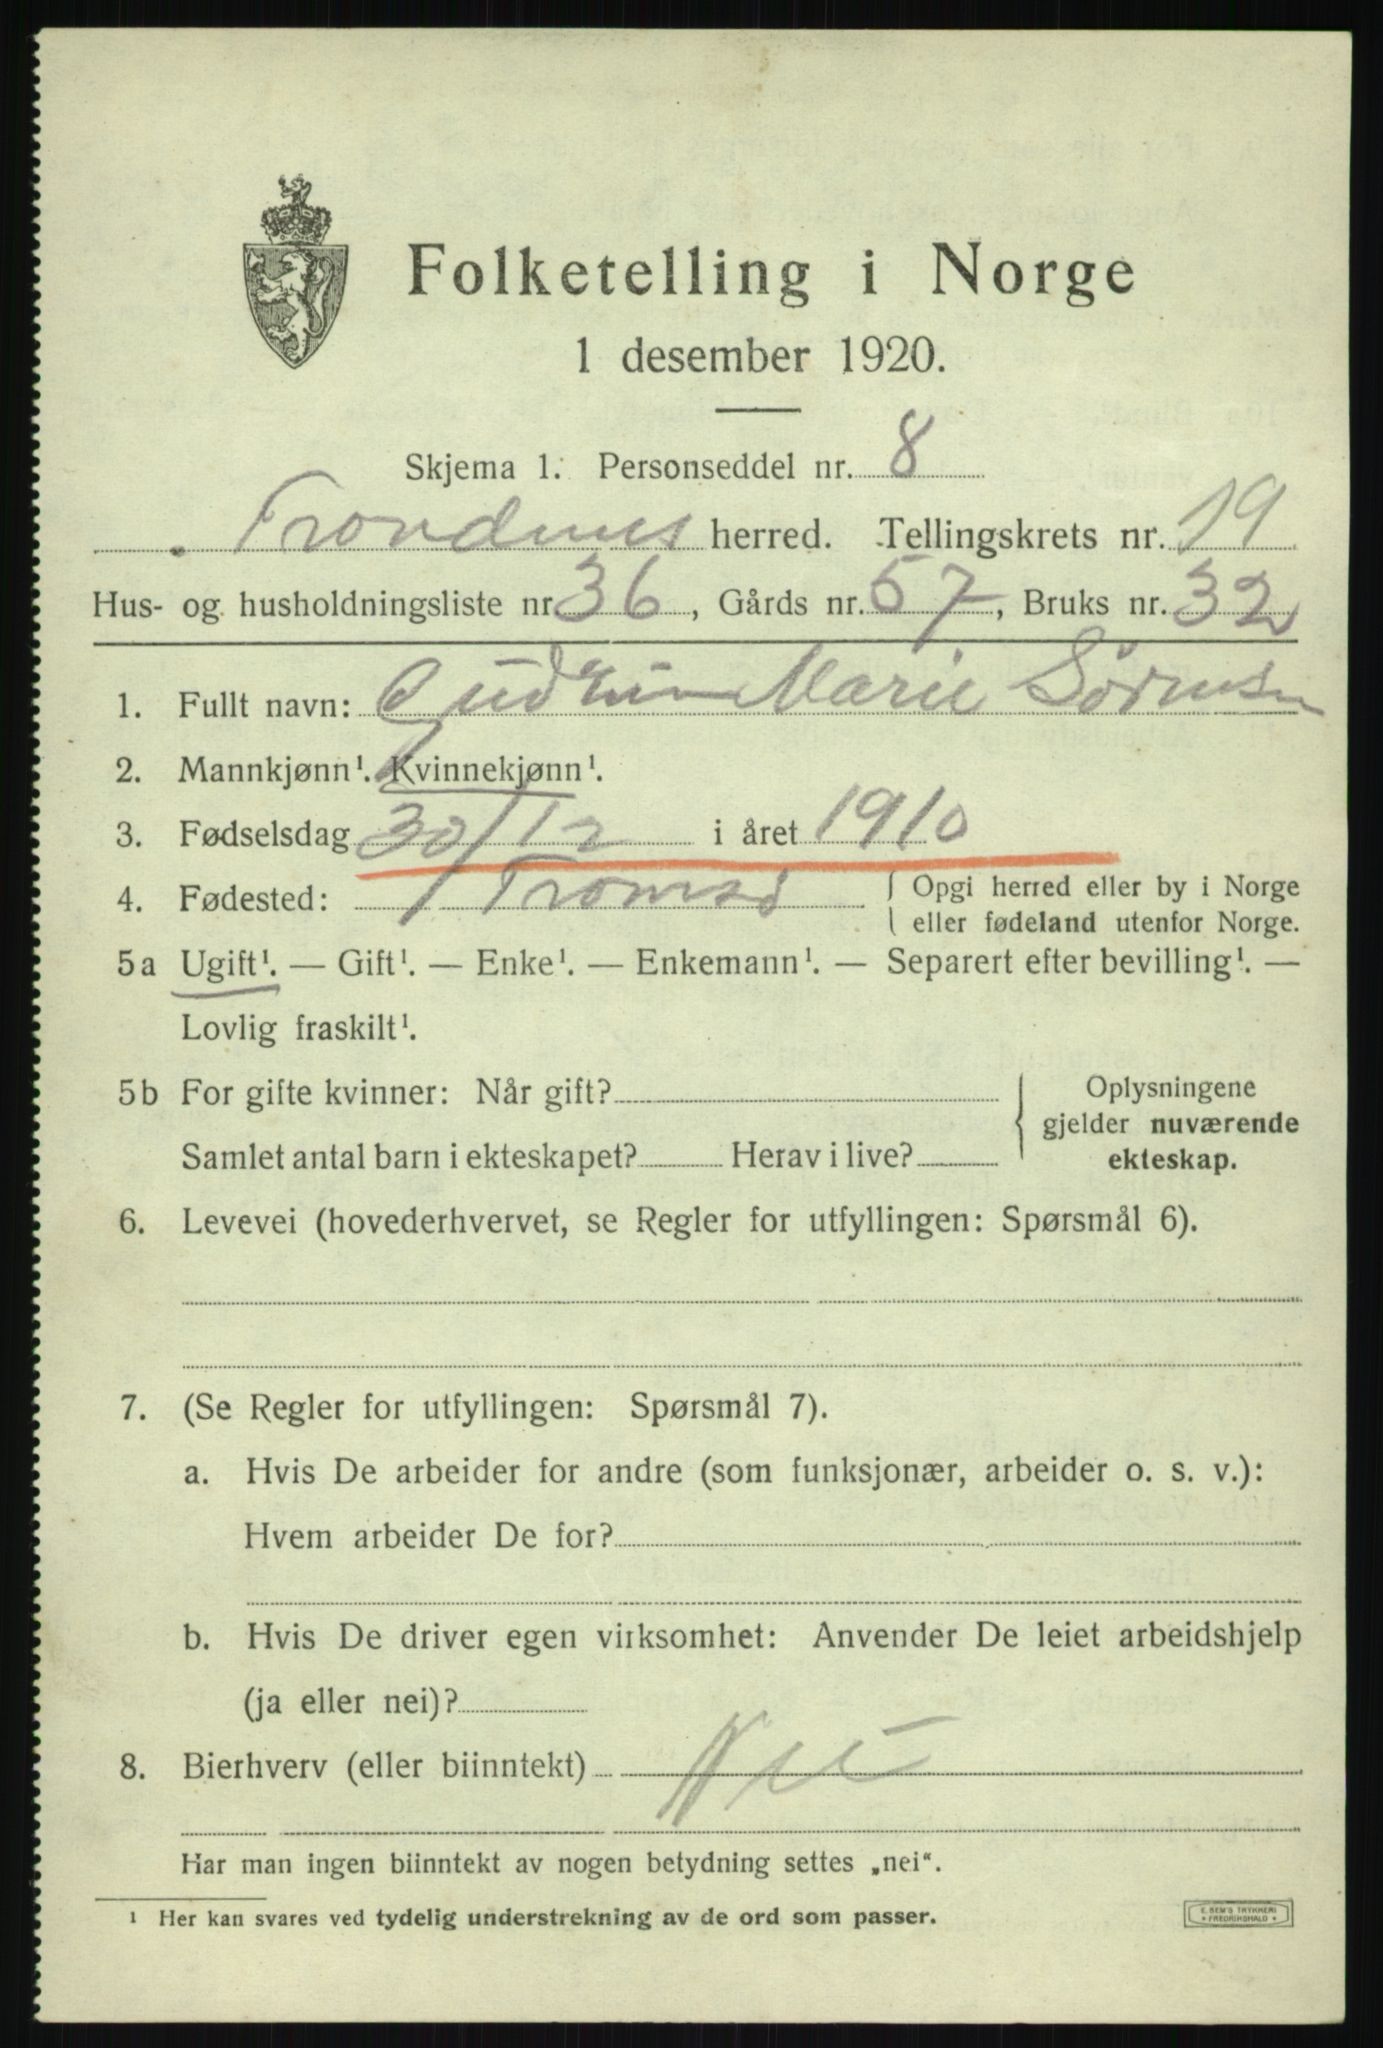 Folketelling i Norge
1 desember 1920.
Skjema 1. Personseddel nr. 8
Trondenes herred. Tellingskrets nr. 19
Hus- og husholdningsliste nr 36, Gårds nr. 57, Bruks nr. 32
1. Fullt navn: Gudrun Marie Sørensen
2. Mannkjønn¹. Kvinnekjønn¹.
3. Fødselsdag 30/12 i året 1910
4. Fødested: Tromsø { Opgi herred eller by i Norge
eller fødeland utenfor Norge.
5a Ugift¹. — Gift¹. — Enke¹. — Enkemann¹. — Separert efter bevilling¹. —
Lovlig fraskilt¹.
5b For gifte kvinner: Når gift? } Oplysningene
gjelder nuværende
Samlet antal barn i ekteskapet? Herav i live? ekteskap.
6. Levevei (hovederhvervet, se Regler for utfyllingen: Spørsmål 6).
7. (Se Regler for utfyllingen: Spørsmål 7).
a. Hvis De arbeider for andre (som funksjonær, arbeider o. s. v.):
Hvem arbeider De for?
b. Hvis De driver egen virksomhet: Anvender De leiet arbeidshjelp
(ja eller nei)?
8. Bierhverv (eller biinntekt) Nei
Har man ingen biinntekt av nogen betydning settes „nei“.
¹ Her kan svares ved tydelig understrekning av de ord som passer.
E. SEM'S TRYKKERI
FREDRIKSHALD